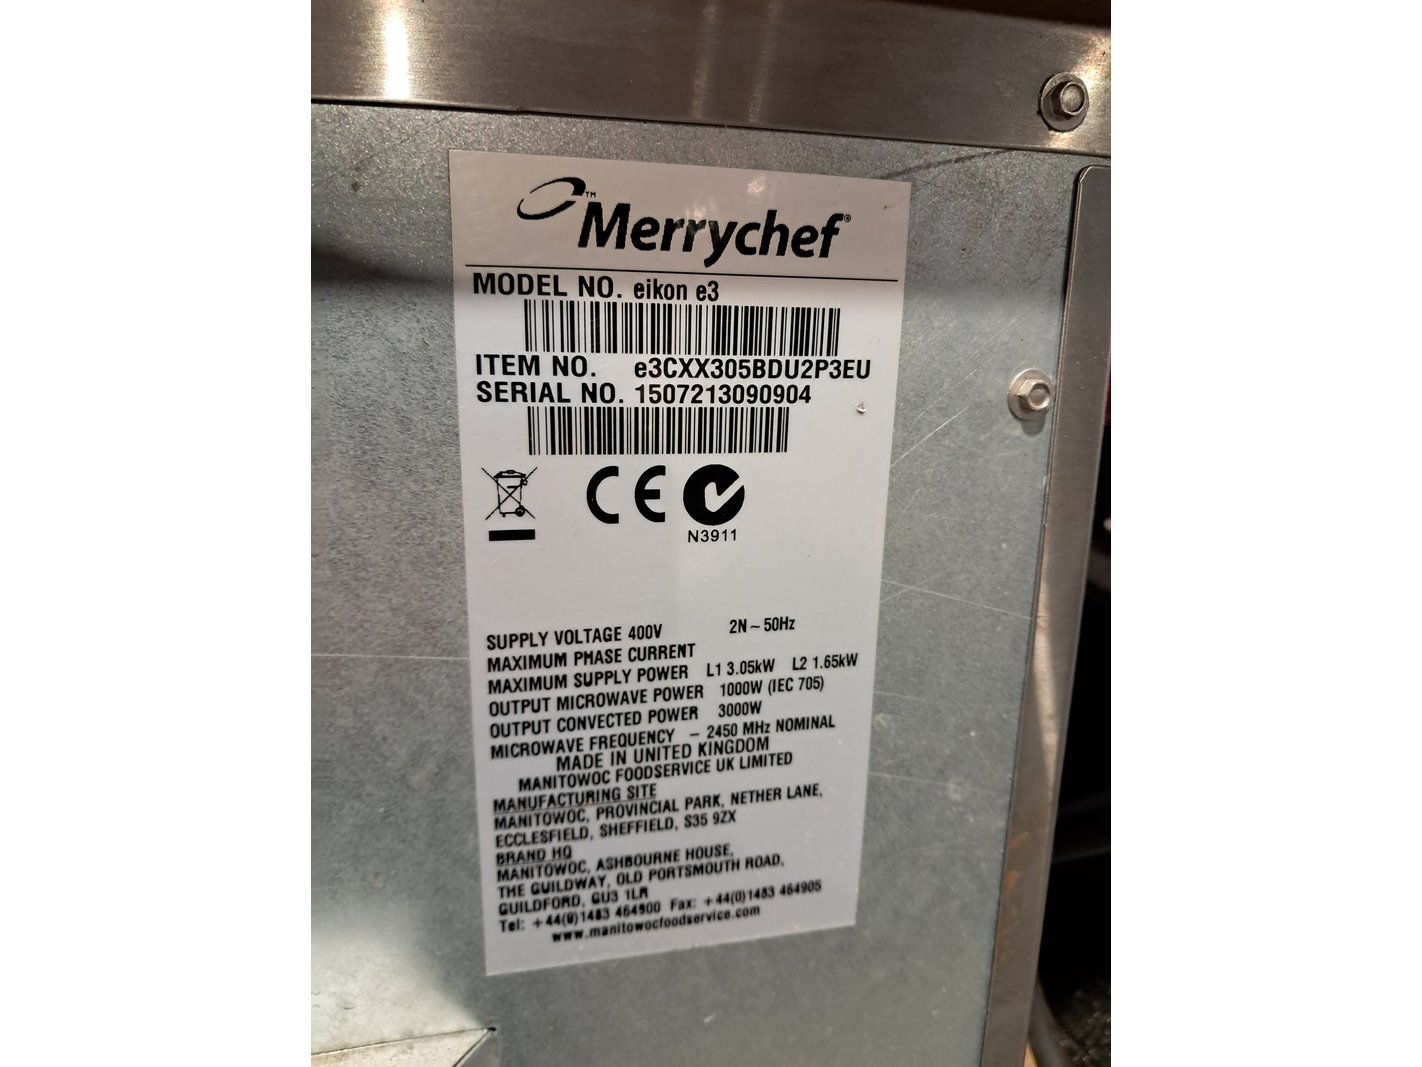 ™
Merrychef®
MODEL NO. eikon e3
ITEM NO. e3CXX305BDU2P3EU
SERIAL NO. 1507213090904
CE
N3911
SUPPLY VOLTAGE 400V 2N ~ 50Hz
MAXIMUM PHASE CURRENT
MAXIMUM SUPPLY POWER L1 3.05kW L2 1.65kW
OUTPUT MICROWAVE POWER 1000W (IEC 705)
OUTPUT CONVECTED POWER 3000W
MICROWAVE FREQUENCY – 2450 MHz NOMINAL
MADE IN UNITED KINGDOM
MANITOWOC FOODSERVICE UK LIMITED
MANUFACTURING SITE
MANITOWOC, PROVINCIAL PARK, NETHER LANE,
ECCLESFIELD, SHEFFIELD, S35 9ZX
BRAND HQ
MANITOWOC, ASHBOURNE HOUSE,
THE GUILDWAY, OLD PORTSMOUTH ROAD,
GUILDFORD, GU3 1LR
Tel: +44(0)1483 464900 Fax: +44(0)1483 464905
www.manitowocfoodservice.com